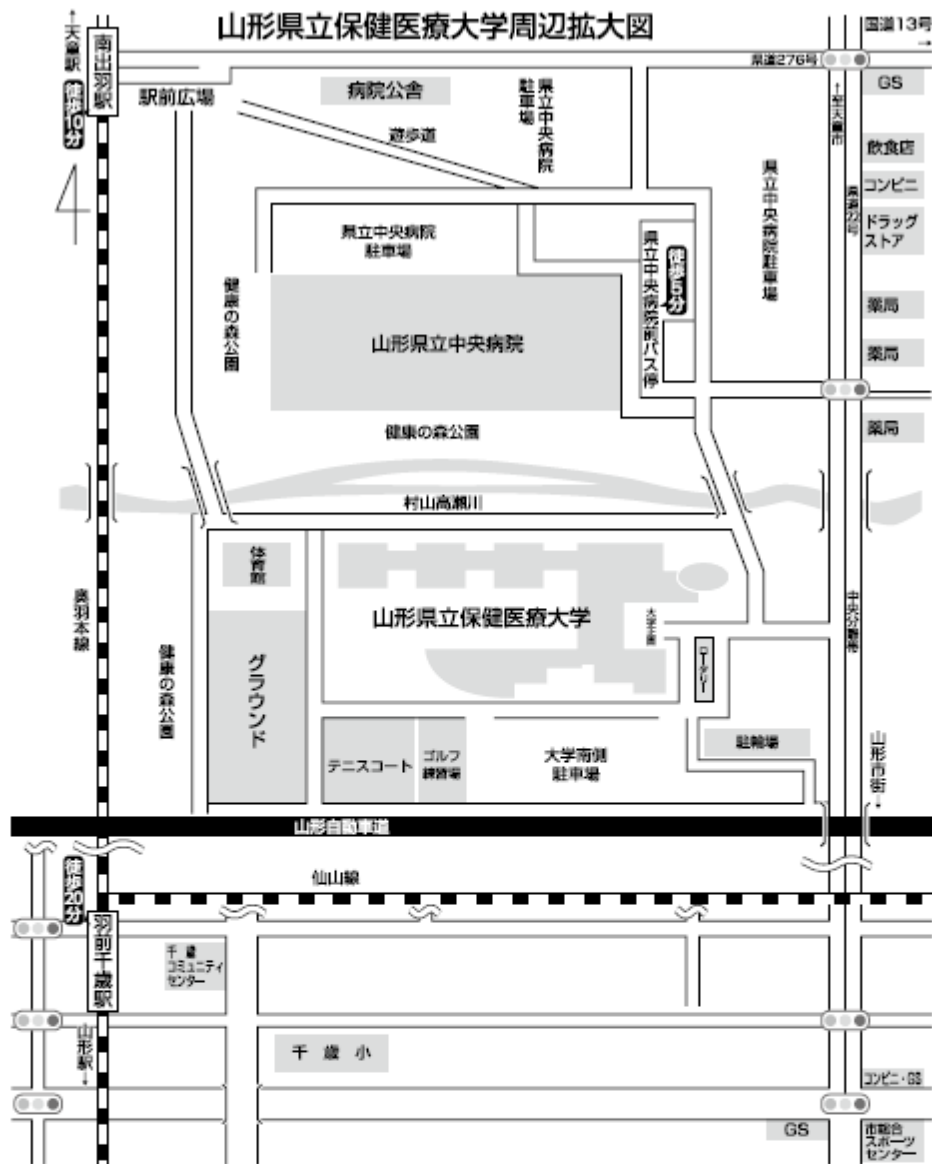 山形県立保健医療大学周辺拡大図
国道13号
→
↑天童駅
南出羽駅
徒歩10分
県道276号
↑至天童市
GS
駅前広場
病院公舎
遊歩道
県立中央病院
駐車場
飲食店
コンビニ
県道22号
ドラッグ
ストア
県立中央病院駐車場
県立中央病院
駐車場
徒歩5分
県立中央病院前バス停
健康の森公園
山形県立中央病院
薬局
薬局
薬局
健康の森公園
村山高瀬川
体育館
奥羽本線
山形県立保健医療大学
中央分離帯
ロータリー
健康の森公園
グラウンド
テニスコート
ゴルフ
練習場
大学南側
駐車場
駐輪場
山形市街→
山形自動車道
仙山線
徒歩20分
羽前千歳駅
千歳
コミュニティ
センター
山形駅→
千歳小
コンビニ・GS
GS
市総合
スポーツ
センター